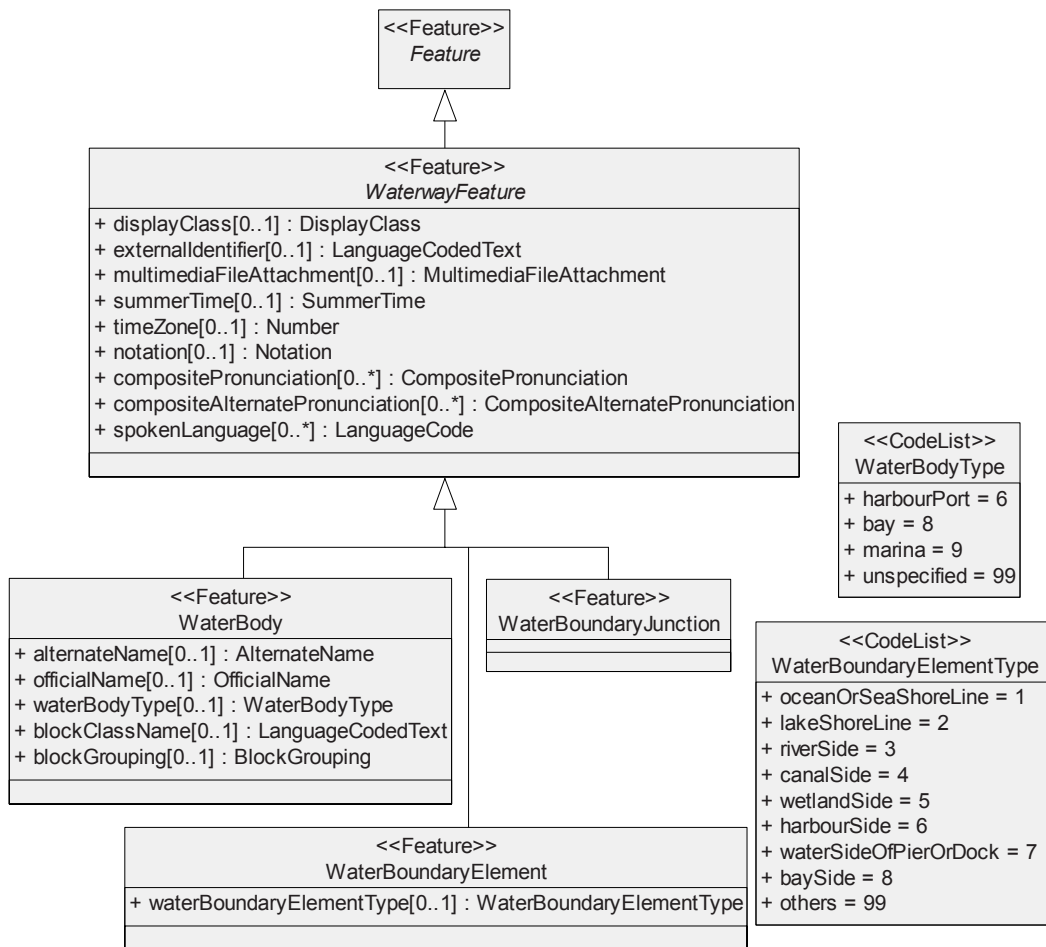 <<Feature>>
Feature
<<Feature>>
WaterwayFeature
+ displayClass[0..1] : DisplayClass
+ externalIdentifier[0..1] : LanguageCodedText
+ multimediaFileAttachment[0..1] : MultimediaFileAttachment
+ summerTime[0..1] : SummerTime
+ timeZone[0..1] : Number
+ notation[0..1] : Notation
+ compositePronunciation[0..*] : CompositePronunciation
+ compositeAlternatePronunciation[0..*] : CompositeAlternatePronunciation
+ spokenLanguage[0..*] : LanguageCode
<<CodeList>>
WaterBodyType
+ harbourPort = 6
+ bay = 8
+ marina = 9
+ unspecified = 99
<<Feature>>
WaterBody
+ alternateName[0..1] : AlternateName
+ officialName[0..1] : OfficialName
+ waterBodyType[0..1] : WaterBodyType
+ blockClassName[0..1] : LanguageCodedText
+ blockGrouping[0..1] : BlockGrouping
<<Feature>>
WaterBoundaryJunction
<<CodeList>>
WaterBoundaryElementType
+ oceanOrSeaShoreLine = 1
+ lakeShoreLine = 2
+ riverSide = 3
+ canalSide = 4
+ wetlandSide = 5
+ harbourSide = 6
+ waterSideOfPierOrDock = 7
+ baySide = 8
+ others = 99
<<Feature>>
WaterBoundaryElement
+ waterBoundaryElementType[0..1] : WaterBoundaryElementType